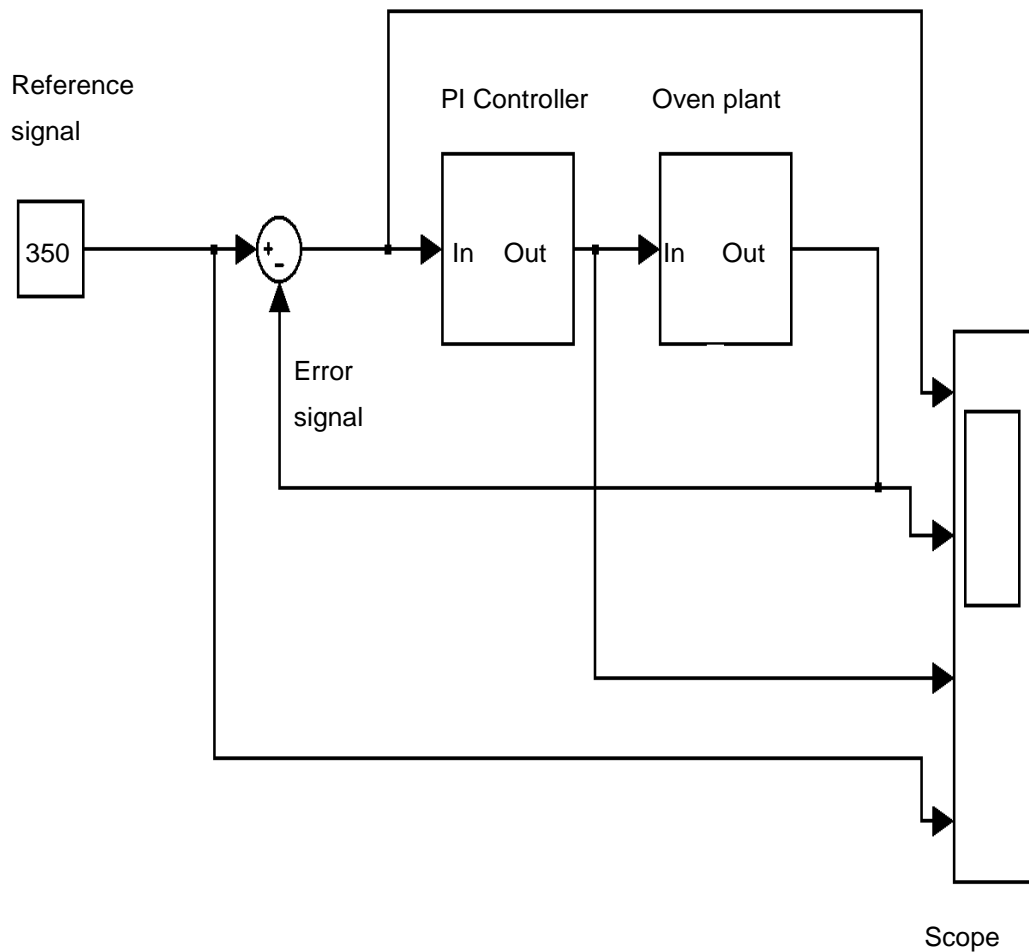 Reference
signal
PI Controller
Oven plant
350
+
-
In Out
In Out
Error
signal
Scope